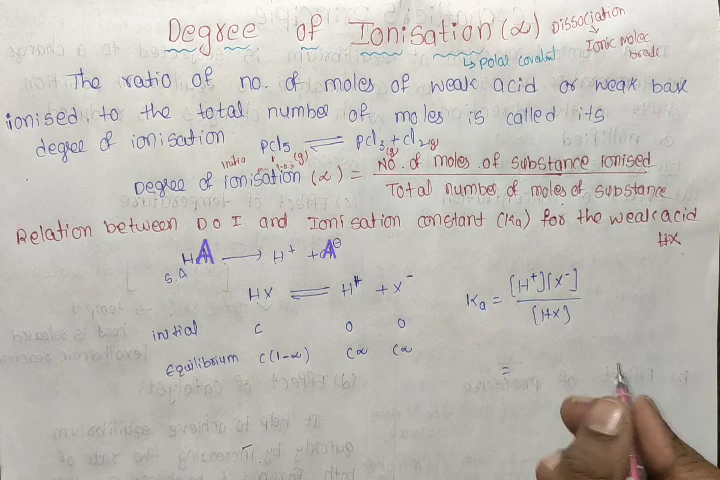 Degree of Ionisation (α) Dissociation
↳ polar covalent
Ionic molec break
The ratio of no. of moles of weak acid or weak base
ionised to the total number of moles is called its
degree of ionisation PCl5 ⇌ PCl3 + Cl2(g)
(g) (g)
Degree of ionisation (α) = No. of moles of substance ionised
Total number of moles of substance
Relation between D O I and Ionisation constant (Ka) for the weak acid
HX
HA → H⁺ + A⊖
S.A
HX ⇌ H⁺ + X⁻
initial C 0 0
Equilibrium C(1-α) Cα Cα
Ka = [H⁺][X⁻]
[HX]
=